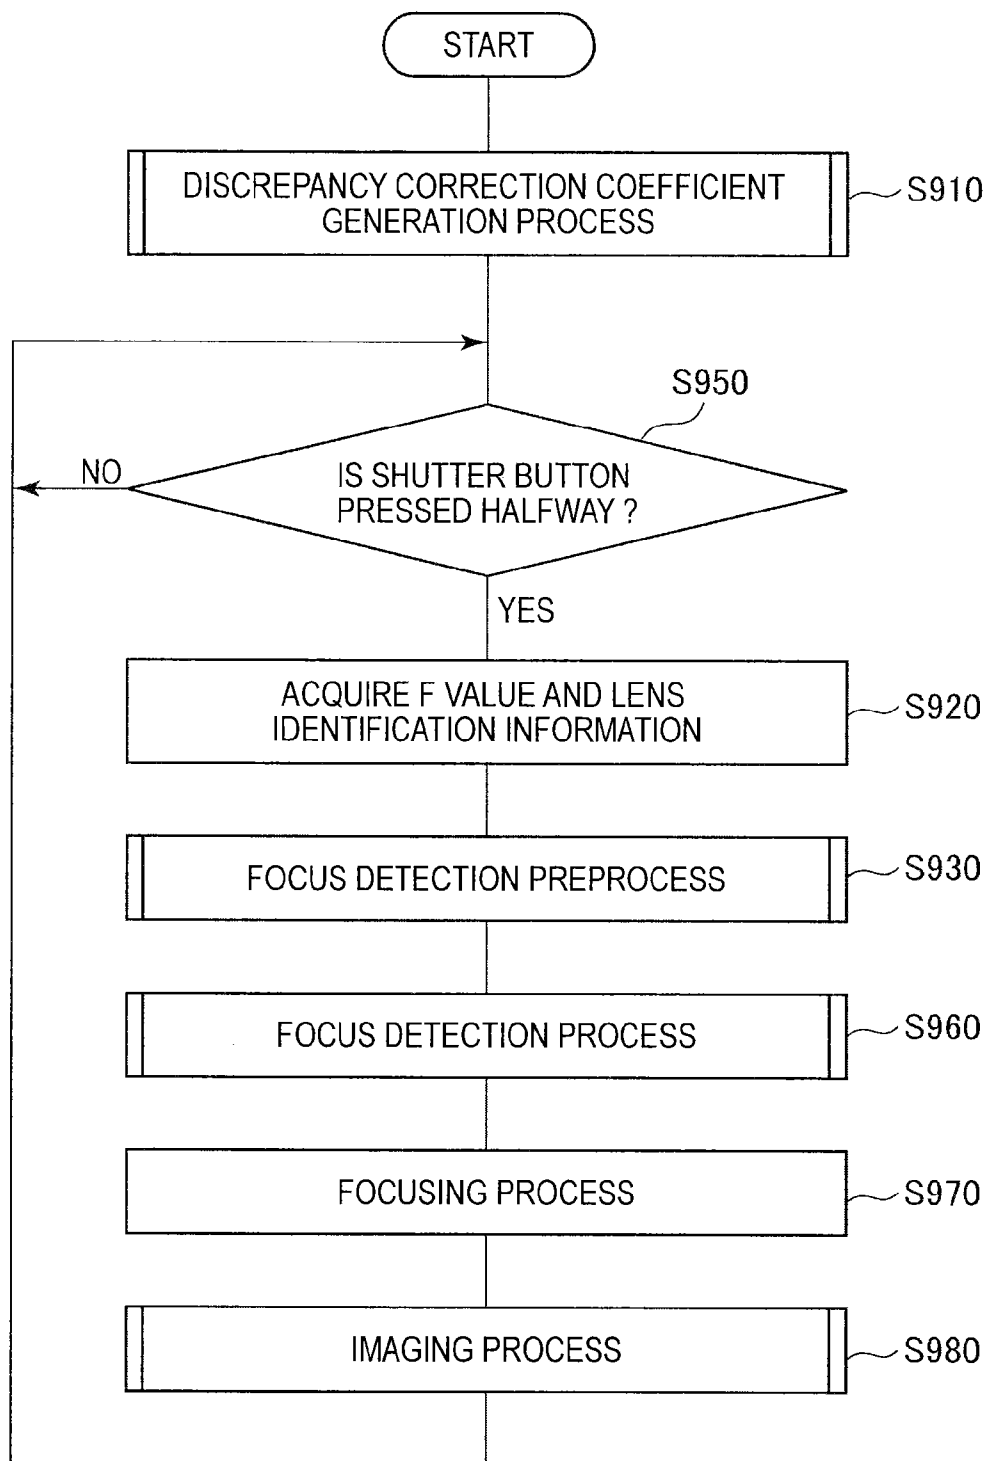 START
DISCREPANCY CORRECTION COEFFICIENT
GENERATION PROCESS
S910
S950
IS SHUTTER BUTTON
PRESSED HALFWAY ?
NO
YES
ACQUIRE F VALUE AND LENS
IDENTIFICATION INFORMATION
S920
FOCUS DETECTION PREPROCESS
S930
FOCUS DETECTION PROCESS
S960
FOCUSING PROCESS
S970
IMAGING PROCESS
S980